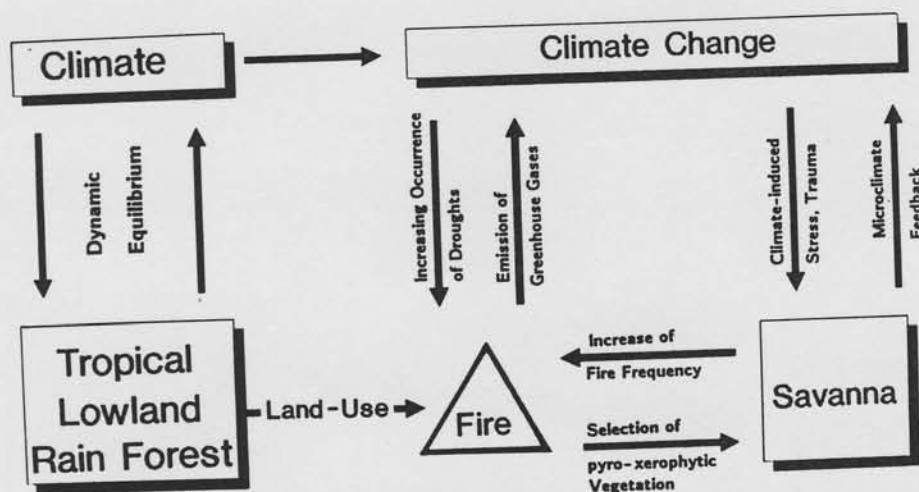 Climate
Climate Change
Dynamic
Equilibrium
Increasing Occurrence
of Droughts
Emission of
Greenhouse Gases
Climate-induced
Stress, Trauma
Microclimate
Feedback
Tropical
Lowland
Rain Forest
Land-Use
Fire
Increase of
Fire Frequency
Selection of
pyro-xerophytic
Vegetation
Savanna